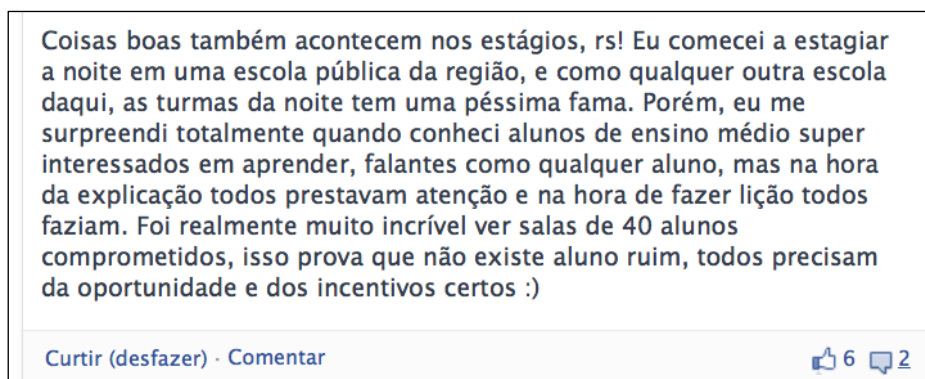 Coisas boas também acontecem nos estágios, rs! Eu comecei a estagiar
a noite em uma escola pública da região, e como qualquer outra escola
daqui, as turmas da noite tem uma péssima fama. Porém, eu me
surpreendi totalmente quando conheci alunos de ensino médio super
interessados em aprender, falantes como qualquer aluno, mas na hora
da explicação todos prestavam atenção e na hora de fazer lição todos
faziam. Foi realmente muito incrível ver salas de 40 alunos
comprometidos, isso prova que não existe aluno ruim, todos precisam
da oportunidade e dos incentivos certos :)
Curtir (desfazer) · Comentar 6 2